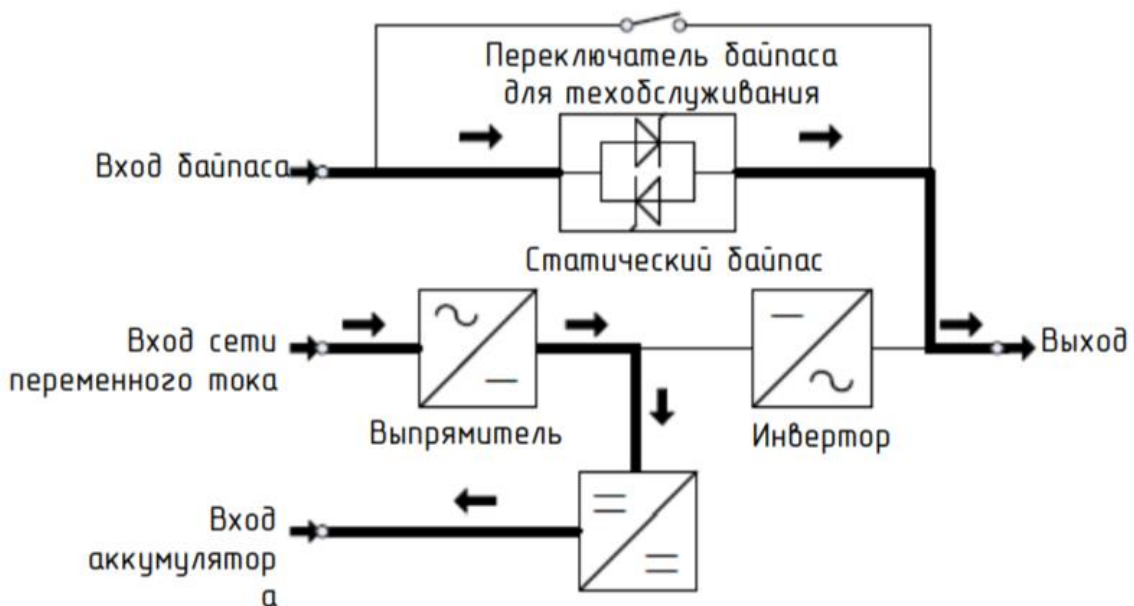 Переключатель байпаса
для техобслуживания
Вход байпаса
Статический байпас
Вход сети
переменного тока
Выход
Выпрямитель
Инвертор
Вход
аккумулятор
а